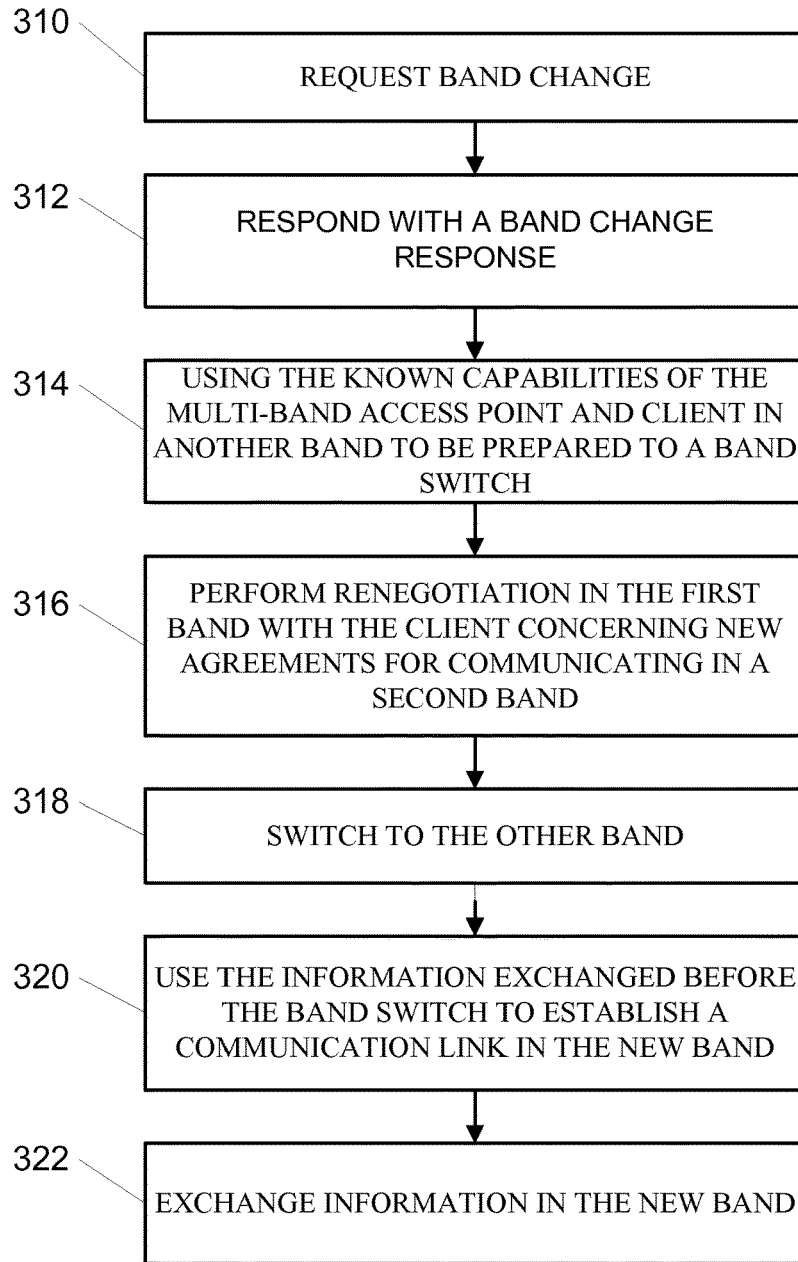 310
REQUEST BAND CHANGE
312
RESPOND WITH A BAND CHANGE
RESPONSE
314
USING THE KNOWN CAPABILITIES OF THE
MULTI-BAND ACCESS POINT AND CLIENT IN
ANOTHER BAND TO BE PREPARED TO A BAND
SWITCH
316
PERFORM RENEGOTIATION IN THE FIRST
BAND WITH THE CLIENT CONCERNING NEW
AGREEMENTS FOR COMMUNICATING IN A
SECOND BAND
318
SWITCH TO THE OTHER BAND
320
USE THE INFORMATION EXCHANGED BEFORE
THE BAND SWITCH TO ESTABLISH A
COMMUNICATION LINK IN THE NEW BAND
322
EXCHANGE INFORMATION IN THE NEW BAND